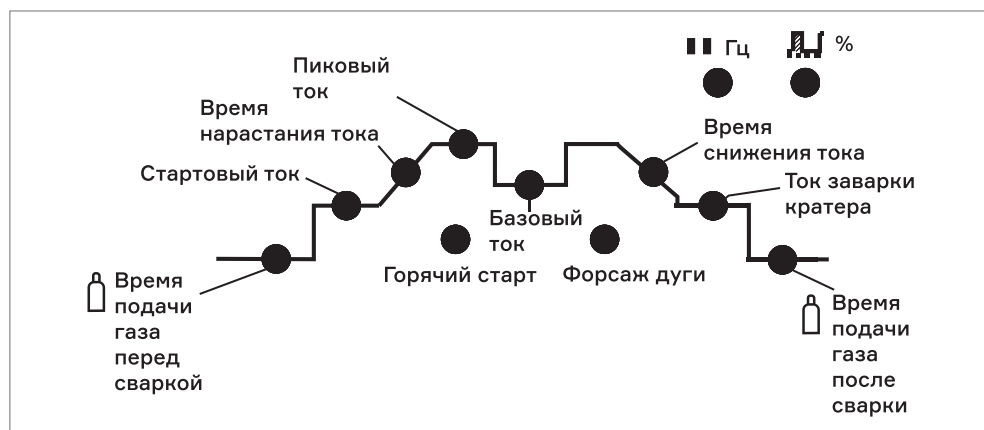 Гц
%
Пиковый
ток
Время
нарастания тока
Время
снижения тока
Стартовый ток
Ток заварки
кратера
Базовый
ток
Горячий старт
Форсаж дуги
Время
подачи
газа
перед
сваркой
Время
подачи
газа
после
сварки